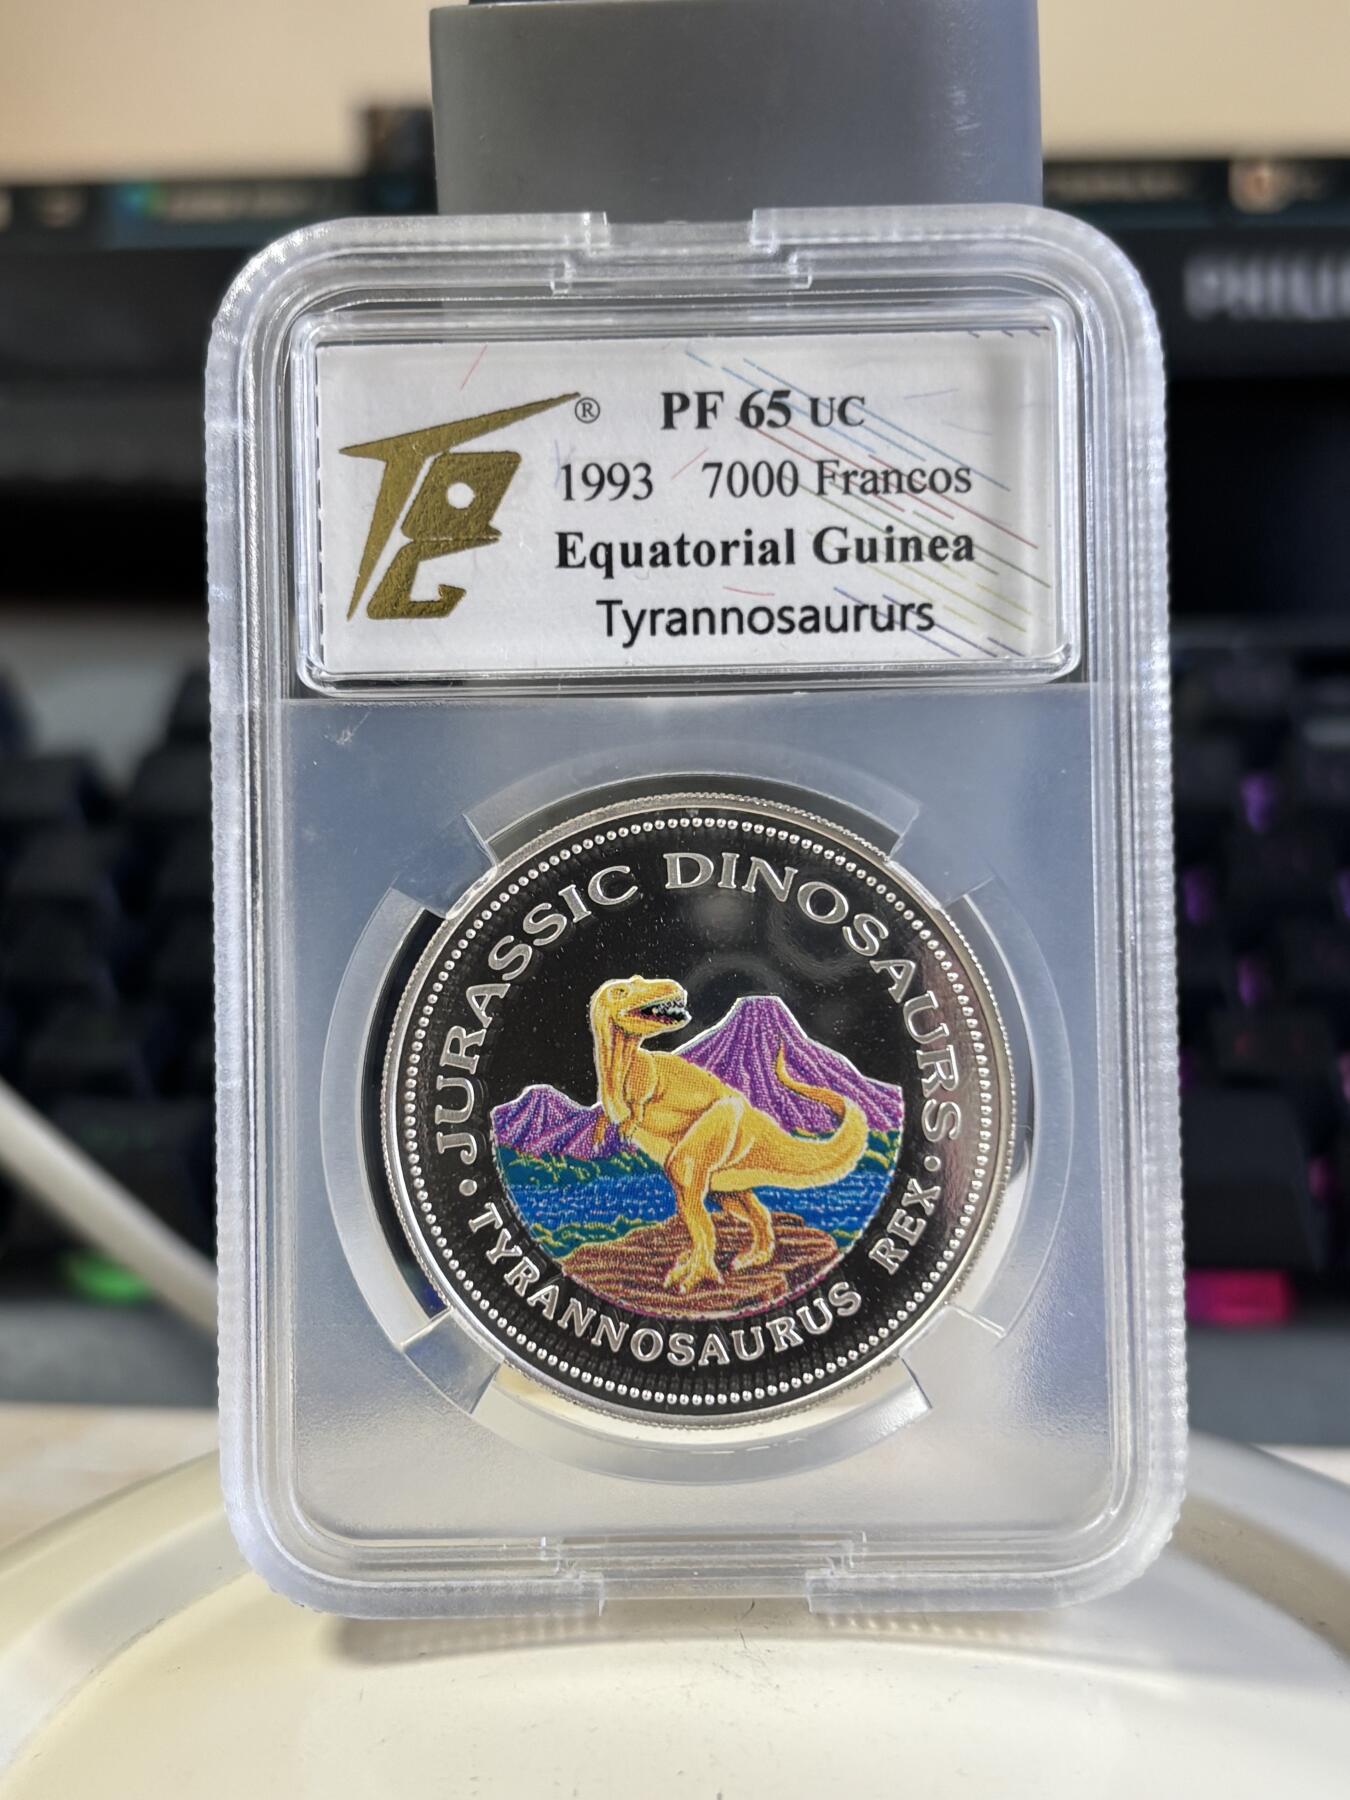 ® PF 65 UC
1993 7000 Francos
Equatorial Guinea
Tyrannosaururs
· JURASSIC DINOSAURS ·
TYRANNOSAURUS REX